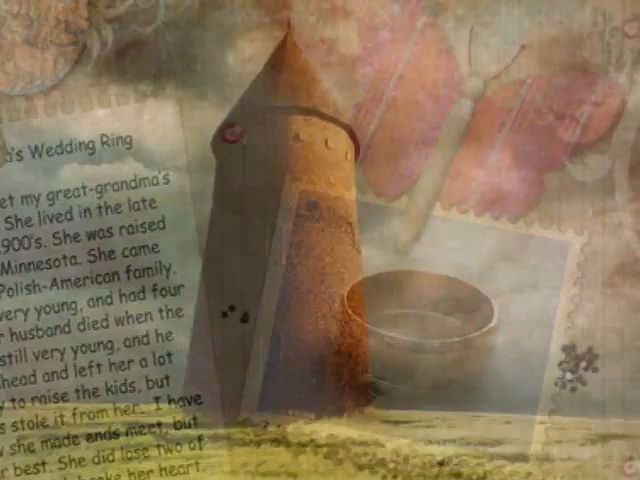 a's Wedding Ring
et my great-grandma's
She lived in the late
900's. She was raised
Minnesota. She came
Polish-American family.
very young, and had four
r husband died when the
still very young, and he
head and left her a lot
y to raise the kids, but
s stole it from her.. I have
w she made ends meet, but
r best. She did lose two of
broke her heart.